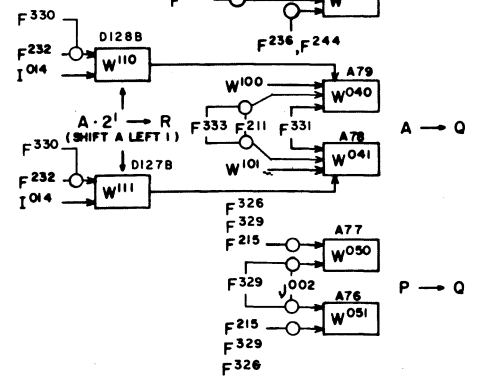 F330
F
W
D128B
F236, F244
F232
W110
I014
A79
W100
W040
A · 2¹ → R
F333 F211 F331
A → Q
(SHIFT A LEFT 1)
A78
F330
D127B
W041
W101
F232
W111
I014
F326
F329
A77
F215
W050
F329
J002
P → Q
A76
W051
F215
F329
F326